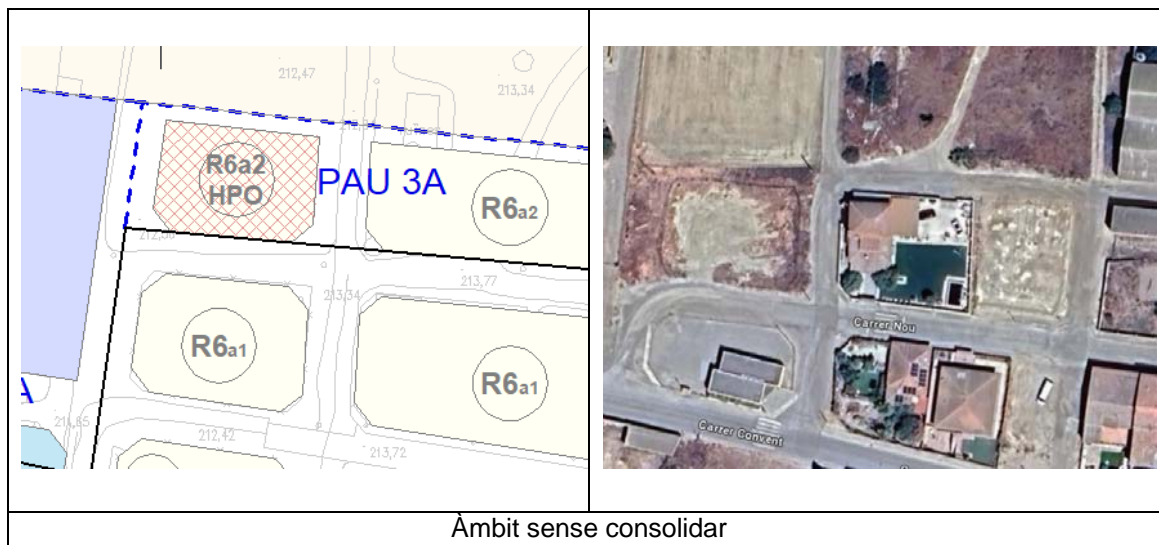 212,47
213,34
R6a2
HPO
PAU 3A
R6a2
213,77
213,34
R6a1
R6a1
212,42
213,72
Carrer Nou
Carrer Convent
Àmbit sense consolidar